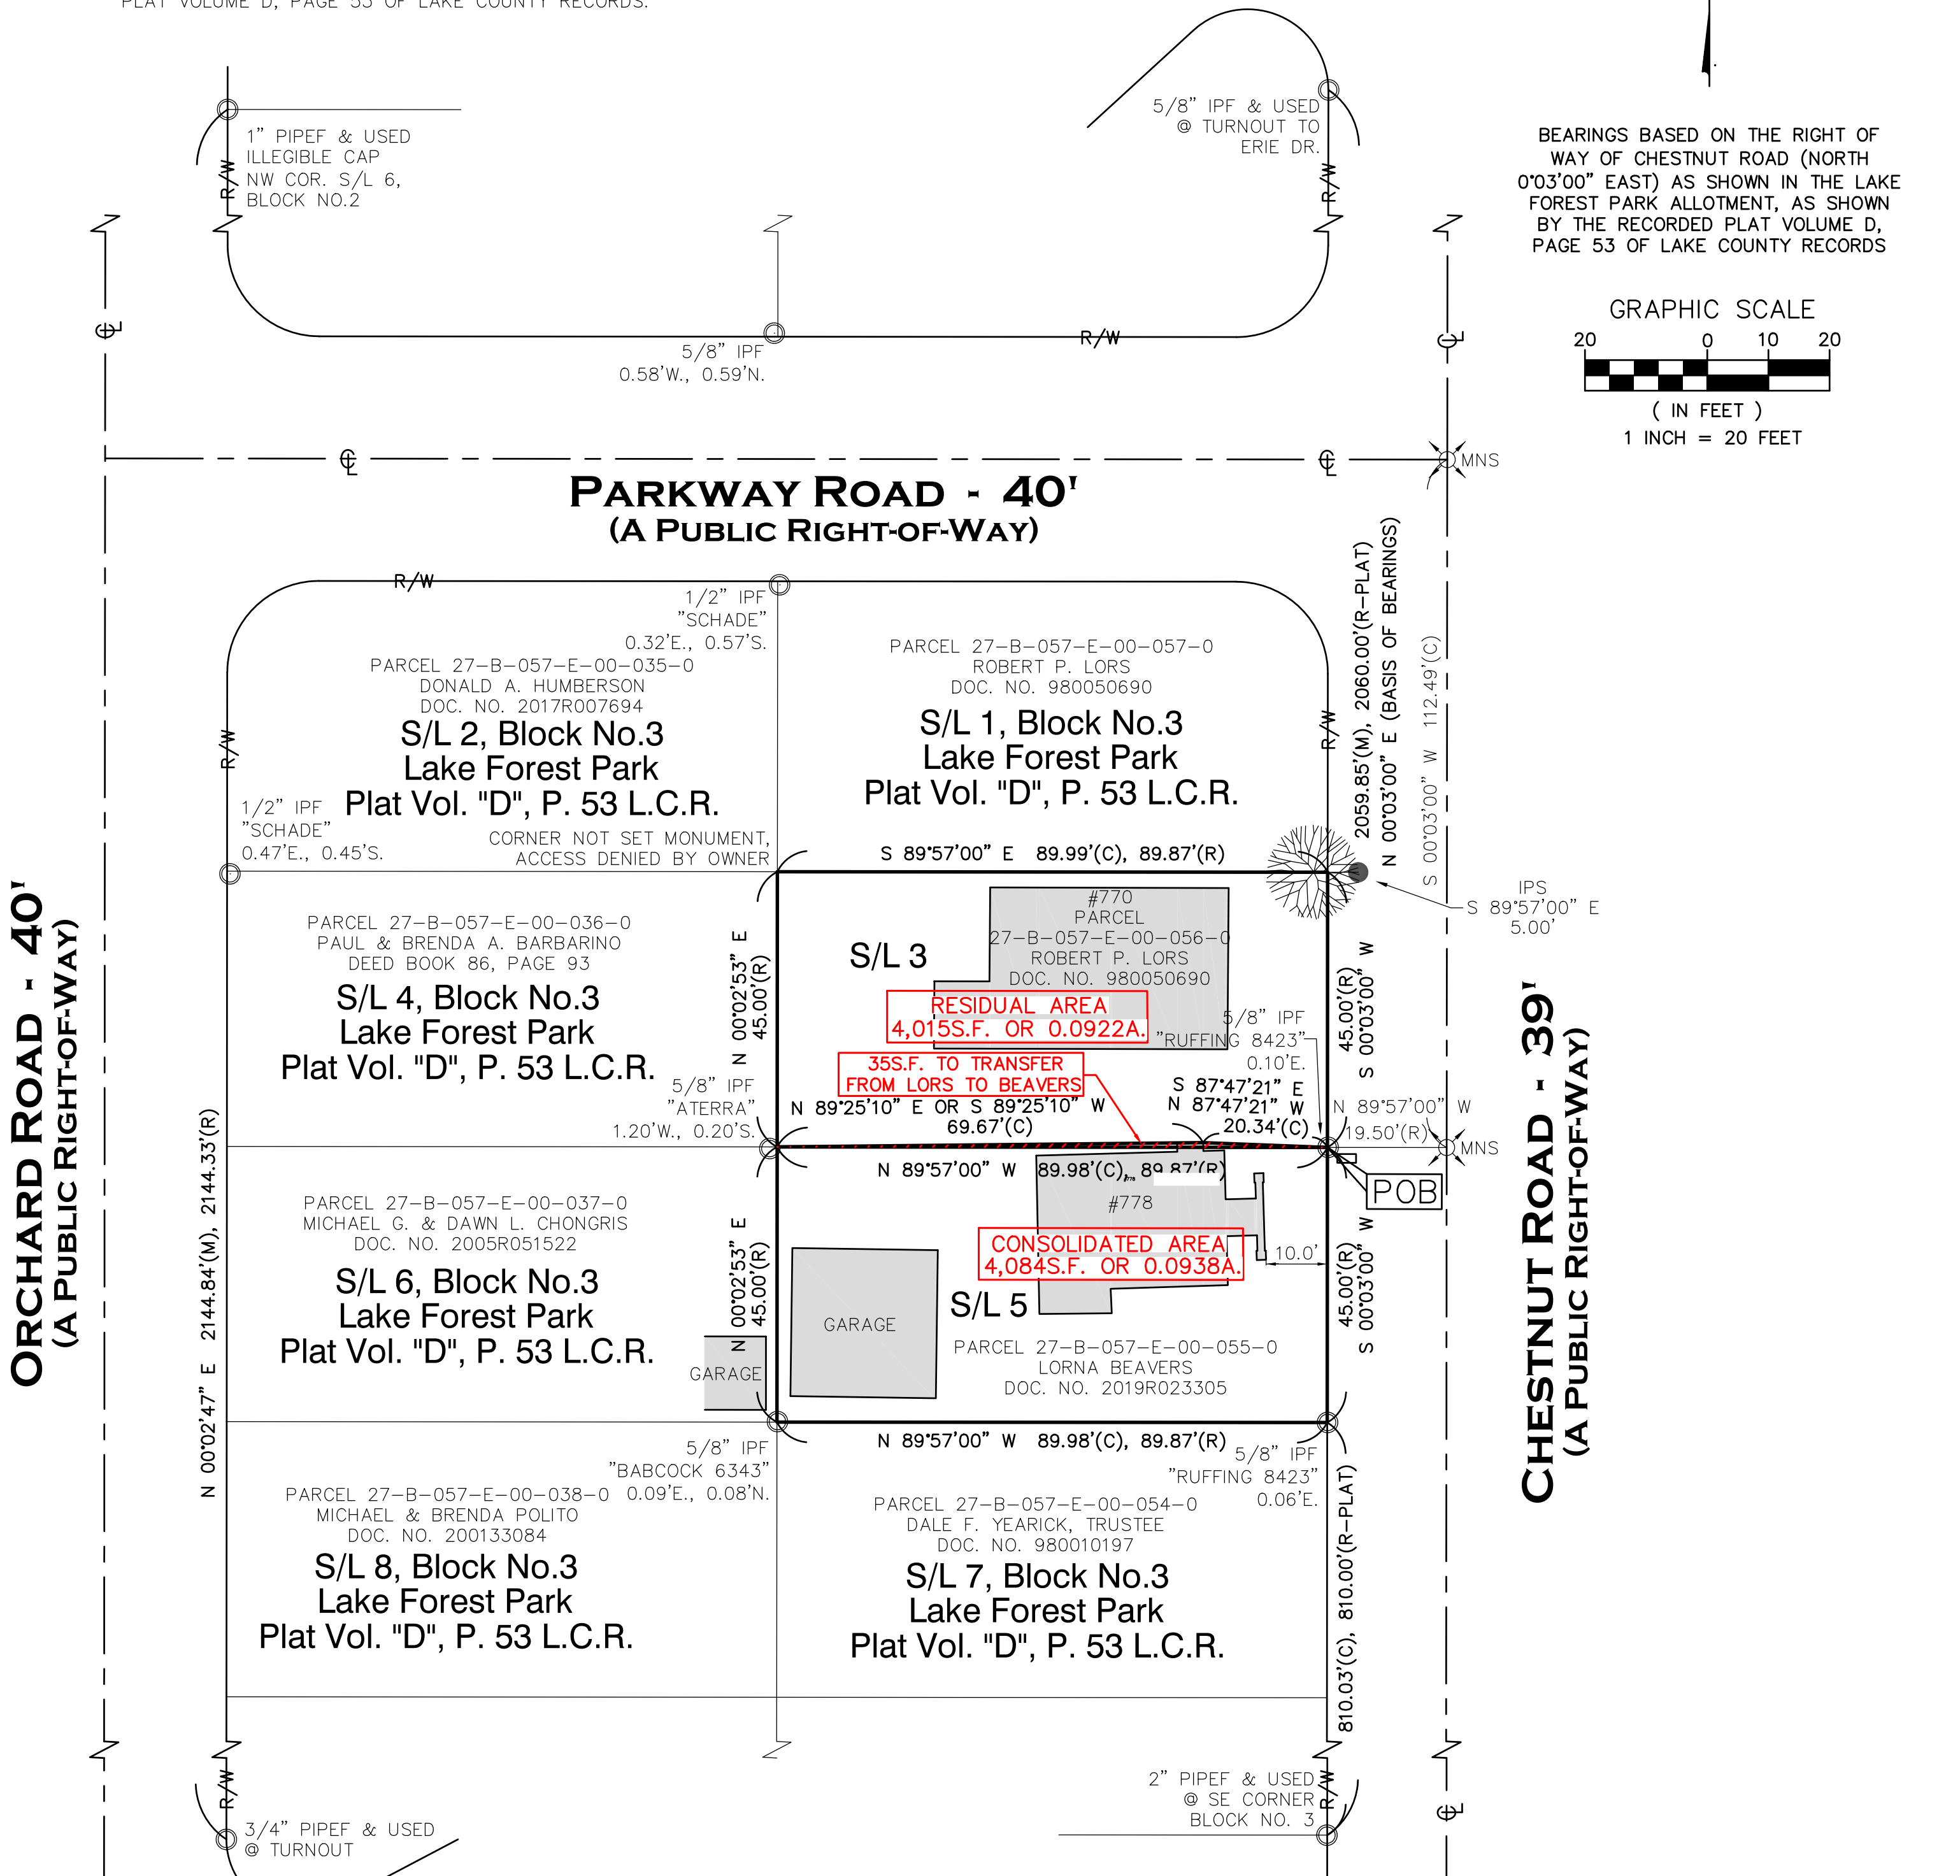 PLAT VOLUME D, PAGE 53 OF LAKE COUNTY RECORDS.
1" PIPEF & USED
ILLEGIBLE CAP
NW COR. S/L 6,
BLOCK NO.2
R/W
5/8" IPF & USED
@ TURNOUT TO
ERIE DR.
R/W
BEARINGS BASED ON THE RIGHT OF
WAY OF CHESTNUT ROAD (NORTH
0°03'00" EAST) AS SHOWN IN THE LAKE
FOREST PARK ALLOTMENT, AS SHOWN
BY THE RECORDED PLAT VOLUME D,
PAGE 53 OF LAKE COUNTY RECORDS
GRAPHIC SCALE
20 0 10 20
( IN FEET )
1 INCH = 20 FEET
5/8" IPF
0.58'W., 0.59'N.
R/W
MNS
PARKWAY ROAD - 40'
(A PUBLIC RIGHT-OF-WAY)
R/W
1/2" IPF
"SCHADE"
0.32'E., 0.57'S.
PARCEL 27-B-057-E-00-035-0
DONALD A. HUMBERSON
DOC. NO. 2017R007694
S/L 2, Block No.3
Lake Forest Park
Plat Vol. "D", P. 53 L.C.R.
R/W
1/2" IPF
"SCHADE"
0.47'E., 0.45'S.
CORNER NOT SET MONUMENT,
ACCESS DENIED BY OWNER
PARCEL 27-B-057-E-00-057-0
ROBERT P. LORS
DOC. NO. 980050690
S/L 1, Block No.3
Lake Forest Park
Plat Vol. "D", P. 53 L.C.R.
R/W
2059.85'(M), 2060.00'(R-PLAT)
N 00°03'00" E (BASIS OF BEARINGS)
S 00°03'00" W 112.49'(C)
S 89°57'00" E 89.99'(C), 89.87'(R)
IPS
S 89°57'00" E
5.00'
ORCHARD ROAD - 40'
(A PUBLIC RIGHT-OF-WAY)
N 00°02'47" E 2144.84'(M), 2144.33'(R)
PARCEL 27-B-057-E-00-036-0
PAUL & BRENDA A. BARBARINO
DEED BOOK 86, PAGE 93
S/L 4, Block No.3
Lake Forest Park
Plat Vol. "D", P. 53 L.C.R.
5/8" IPF
"ATERRA"
1.20'W., 0.20'S.
N 00°02'53" E
45.00'(R)
S/L 3
#770
PARCEL
27-B-057-E-00-056-0
ROBERT P. LORS
DOC. NO. 980050690
RESIDUAL AREA
4,015S.F. OR 0.0922A.
5/8" IPF
"RUFFING 8423"
0.10'E.
35S.F. TO TRANSFER
FROM LORS TO BEAVERS
N 89°25'10" E OR S 89°25'10" W
69.67'(C)
S 87°47'21" E
N 87°47'21" W
20.34'(C)
45.00'(R)
S 00°03'00" W
N 89°57'00" W
19.50'(R)
MNS
POB
CHESTNUT ROAD - 39'
(A PUBLIC RIGHT-OF-WAY)
N 89°57'00" W 89.98'(C), 89.87'(R)
#778
CONSOLIDATED AREA
4,084S.F. OR 0.0938A.
10.0'
S/L 5
GARAGE
GARAGE
PARCEL 27-B-057-E-00-055-0
LORNA BEAVERS
DOC. NO. 2019R023305
N 00°02'53" E
45.00'(R)
45.00'(R)
S 00°03'00" W
PARCEL 27-B-057-E-00-037-0
MICHAEL G. & DAWN L. CHONGRIS
DOC. NO. 2005R051522
S/L 6, Block No.3
Lake Forest Park
Plat Vol. "D", P. 53 L.C.R.
N 89°57'00" W 89.98'(C), 89.87'(R)
5/8" IPF
"BABCOCK 6343"
0.09'E., 0.08'N.
5/8" IPF
"RUFFING 8423"
0.06'E.
PARCEL 27-B-057-E-00-038-0
MICHAEL & BRENDA POLITO
DOC. NO. 200133084
S/L 8, Block No.3
Lake Forest Park
Plat Vol. "D", P. 53 L.C.R.
PARCEL 27-B-057-E-00-054-0
DALE F. YEARICK, TRUSTEE
DOC. NO. 980010197
S/L 7, Block No.3
Lake Forest Park
Plat Vol. "D", P. 53 L.C.R.
810.03'(C), 810.00'(R-PLAT)
R/W
3/4" PIPEF & USED
@ TURNOUT
2" PIPEF & USED
@ SE CORNER
BLOCK NO. 3
R/W